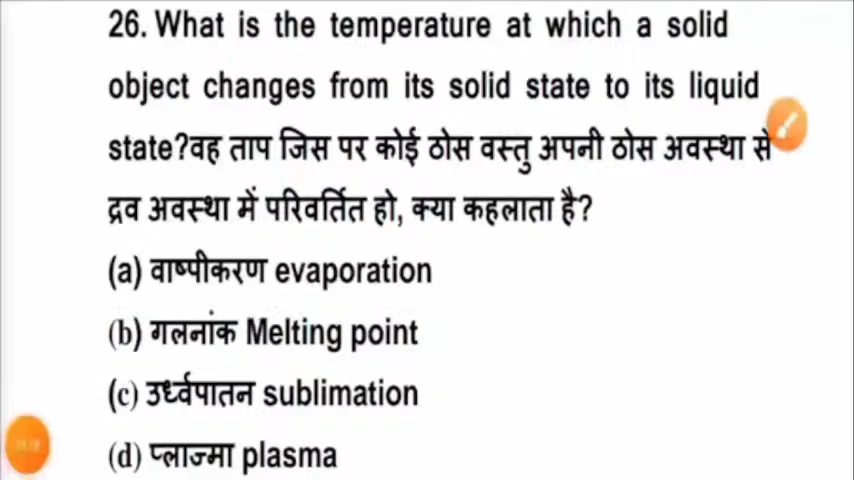 26. What is the temperature at which a solid
object changes from its solid state to its liquid
state?वह ताप जिस पर कोई ठोस वस्तु अपनी ठोस अवस्था से
द्रव अवस्था में परिवर्तित हो, क्या कहलाता है?
(a) वाष्पीकरण evaporation
(b) गलनांक Melting point
(c) उर्ध्वपातन sublimation
(d) प्लाज्मा plasma